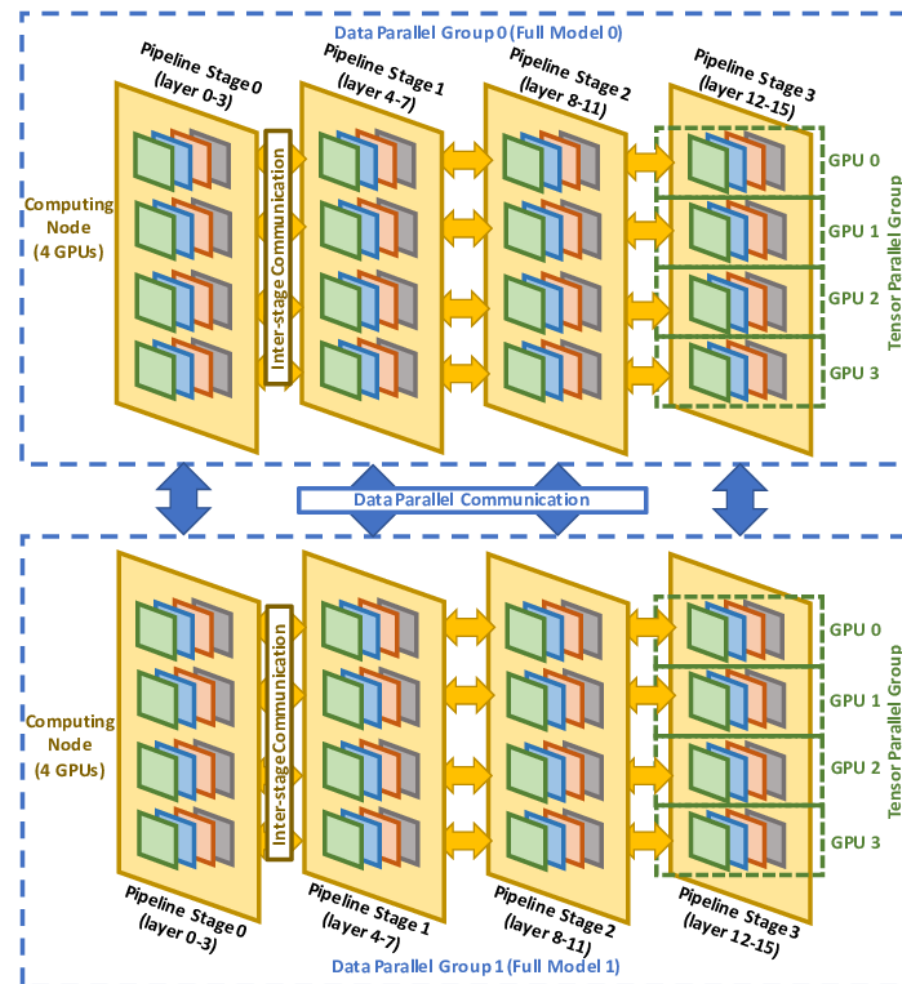 Data Parallel Group 0 (Full Model 0)
Pipeline Stage 0
(layer 0-3)
Pipeline Stage 1
(layer 4-7)
Pipeline Stage 2
(layer 8-11)
Pipeline Stage 3
(layer 12-15)
Computing
Node
(4 GPUs)
Inter-stage Communication
GPU 0
GPU 1
GPU 2
GPU 3
Tensor Parallel Group
Data Parallel Communication
Computing
Node
(4 GPUs)
Inter-stage Communication
GPU 0
GPU 1
GPU 2
GPU 3
Tensor Parallel Group
Pipeline Stage 0
(layer 0-3)
Pipeline Stage 1
(layer 4-7)
Pipeline Stage 2
(layer 8-11)
Pipeline Stage 3
(layer 12-15)
Data Parallel Group 1 (Full Model 1)